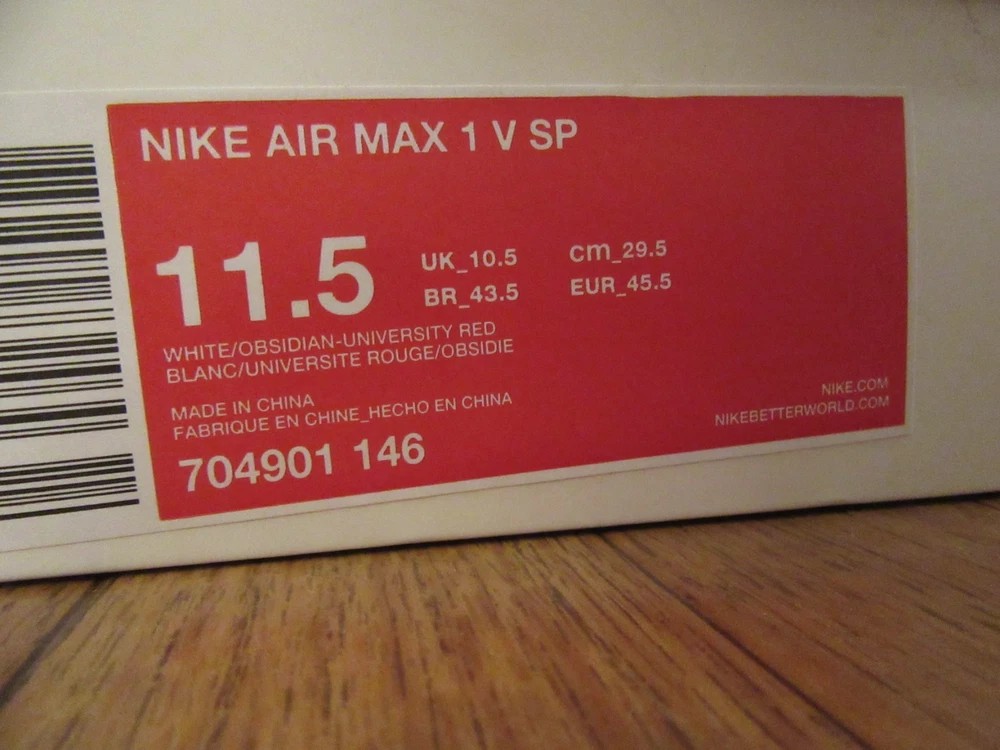 NIKE AIR MAX 1 V SP
11.5
UK_10.5 cm_29.5
BR_43.5 EUR_45.5
WHITE/OBSIDIAN-UNIVERSITY RED
BLANC/UNIVERSITE ROUGE/OBSIDIE
MADE IN CHINA
FABRIQUE EN CHINE_HECHO EN CHINA
704901 146
NIKE.COM
NIKEBETTERWORLD.COM